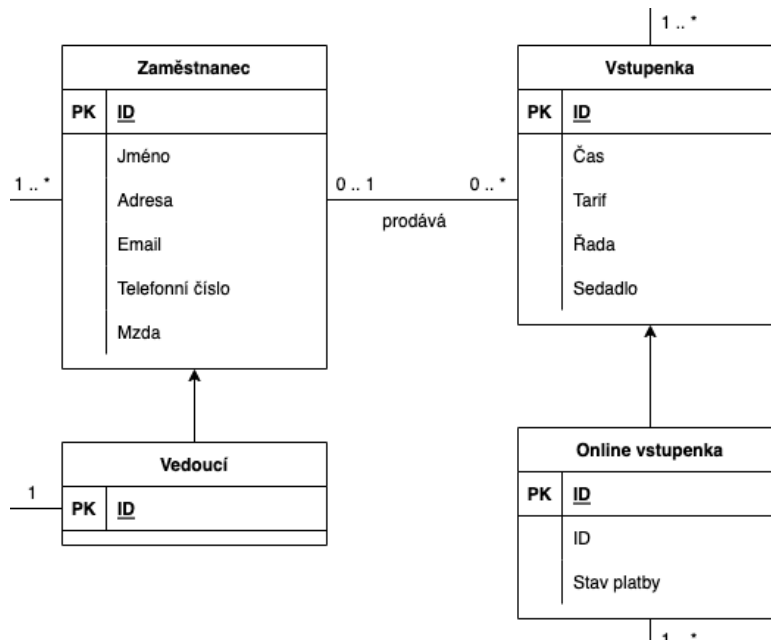 1 .. *
Zaměstnanec
PK ID
Jméno
Adresa
Email
Telefonní číslo
Mzda
1 .. *
0 .. 1
prodává
0 .. *
Vstupenka
PK ID
Čas
Tarif
Řada
Sedadlo
Vedoucí
PK ID
1
Online vstupenka
PK ID
ID
Stav platby
1 .. *